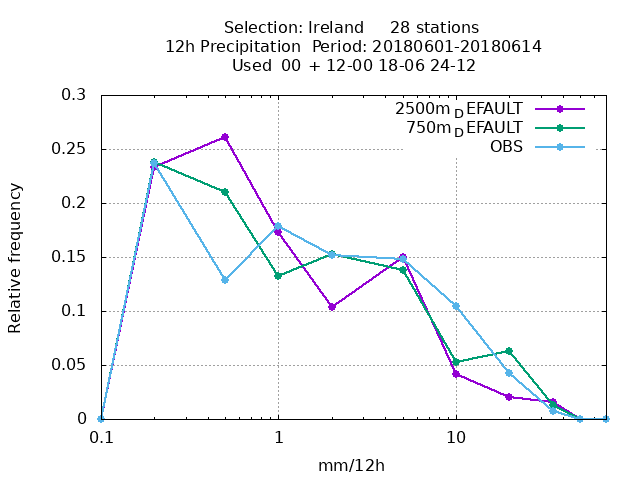 Selection: Ireland 28 stations
12h Precipitation Period: 20180601-20180614
Used 00 + 12-00 18-06 24-12
0.3
0.25
0.2
0.15
0.1
0.05
0
0.1 1 10
Relative frequency
mm/12h
2500m_DEFAULT
750m_DEFAULT
OBS